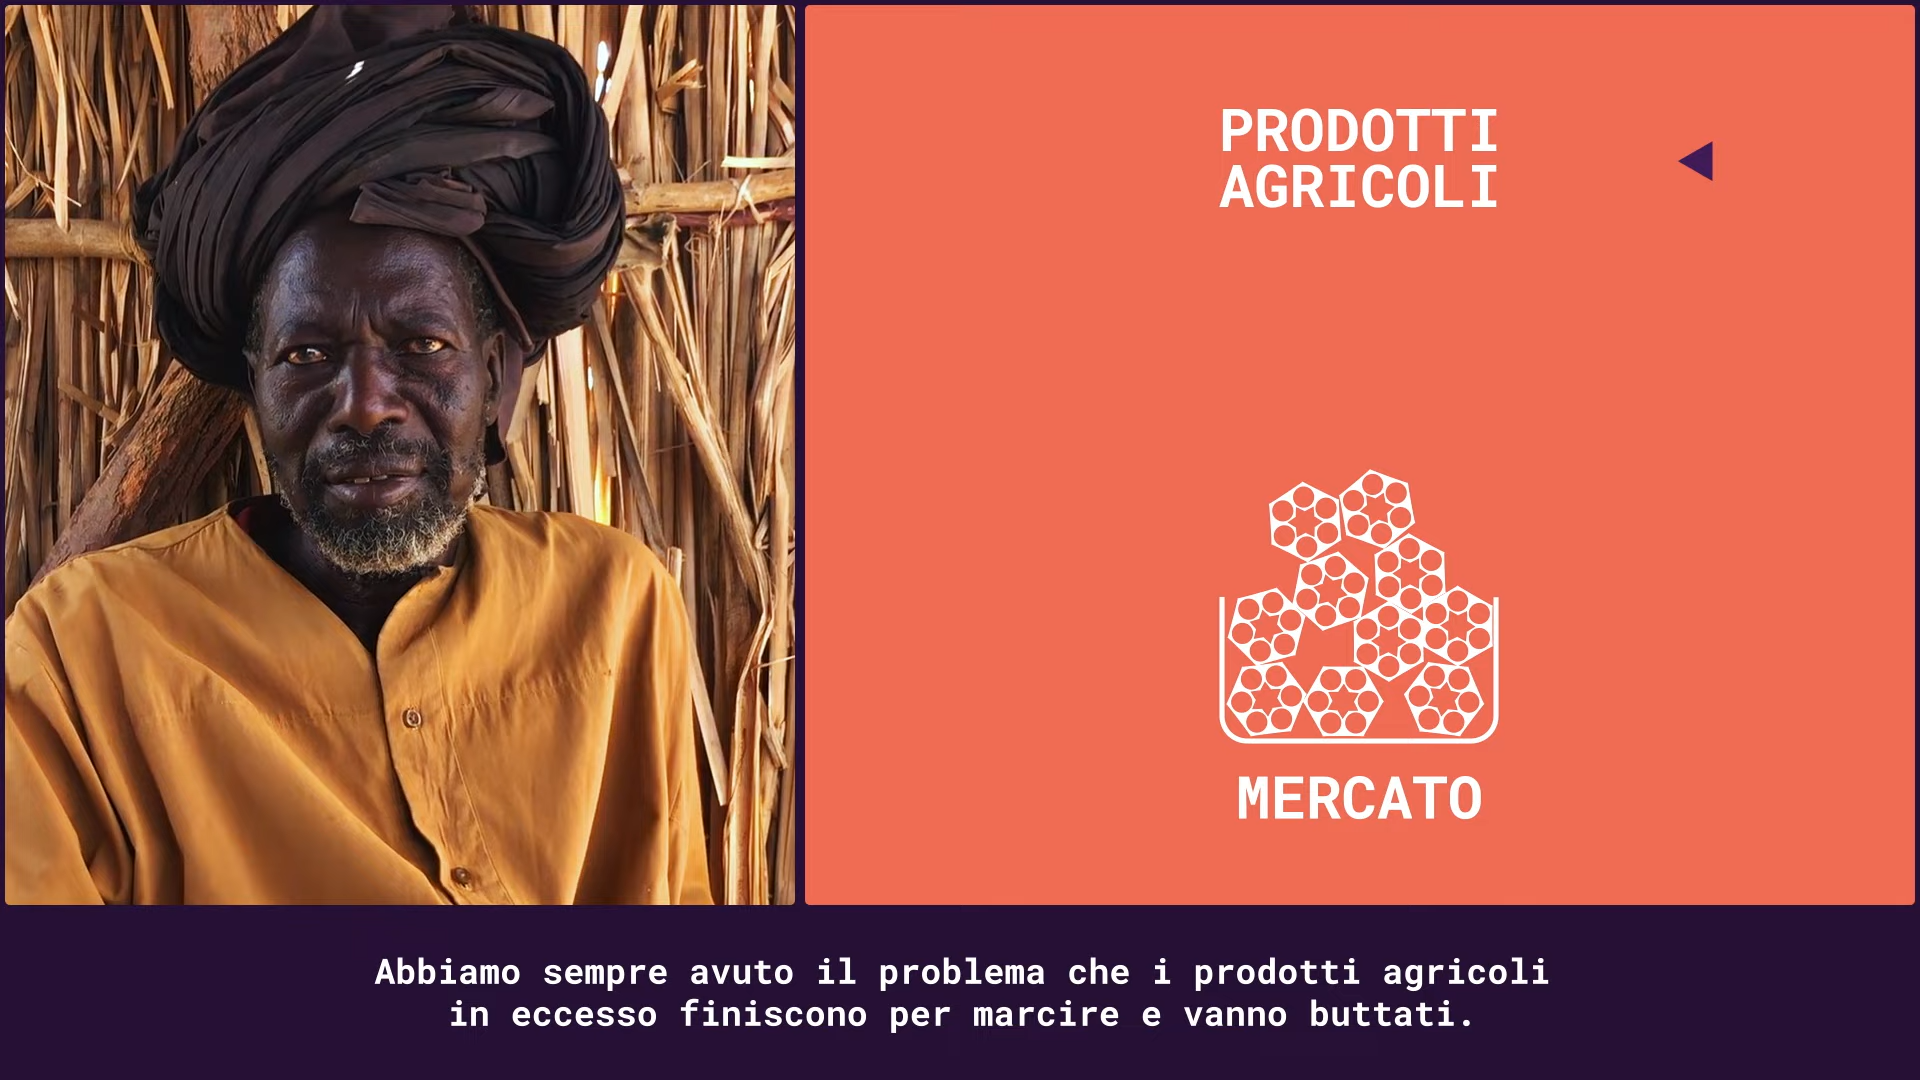 PRODOTTI
AGRICOLI
MERCATO
Abbiamo sempre avuto il problema che i prodotti agricoli
in eccesso finiscono per marcire e vanno buttati.